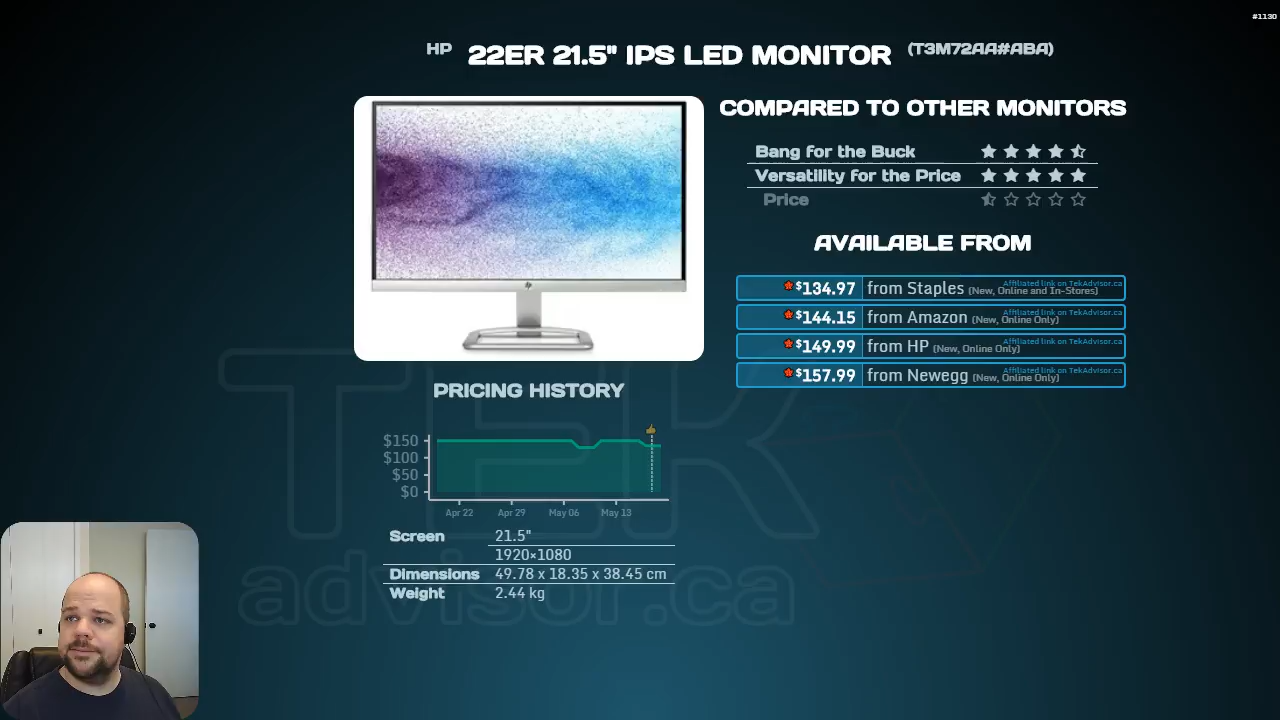 #1130
HP 22ER 21.5" IPS LED MONITOR (T3M72AA#ABA)
COMPARED TO OTHER MONITORS
Bang for the Buck
Versatility for the Price
Price
AVAILABLE FROM
$134.97 from Staples (New, Online and In-Stores) Affiliated link on TekAdvisor.ca
$144.15 from Amazon (New, Online Only) Affiliated link on TekAdvisor.ca
$149.99 from HP (New, Online Only) Affiliated link on TekAdvisor.ca
$157.99 from Newegg (New, Online Only) Affiliated link on TekAdvisor.ca
PRICING HISTORY
$150
$100
$50
$0
Apr 22 Apr 29 May 06 May 13
Screen 21.5"
1920×1080
Dimensions 49.78 x 18.35 x 38.45 cm
Weight 2.44 kg
TEK
advisor.ca
hp